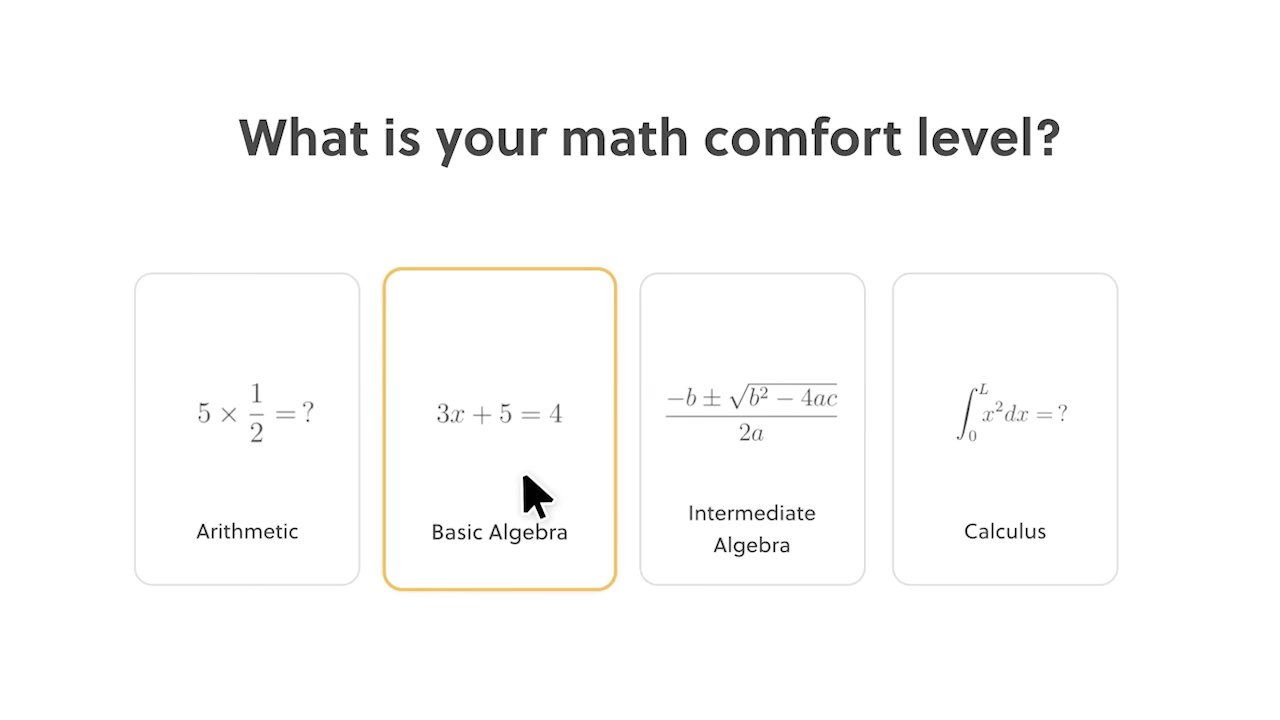 What is your math comfort level?
5 × 1/2 = ?
Arithmetic
3x + 5 = 4
Basic Algebra
−b ± √b² − 4ac
2a
Intermediate
Algebra
∫₀ᴸ x²dx = ?
Calculus